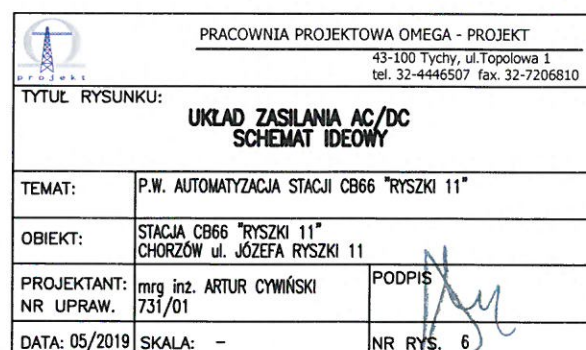 projekt
PRACOWNIA PROJEKTOWA OMEGA - PROJEKT
43-100 Tychy, ul.Topolowa 1
tel. 32-4446507 fax. 32-7206810
TYTUŁ RYSUNKU:
UKŁAD ZASILANIA AC/DC
SCHEMAT IDEOWY
TEMAT: P.W. AUTOMATYZACJA STACJI CB66 "RYSZKI 11"
OBIEKT: STACJA CB66 "RYSZKI 11"
CHORZÓW ul. JÓZEFA RYSZKI 11
PROJEKTANT: mrg inż. ARTUR CYWIŃSKI PODPIS
NR UPRAW. 731/01
DATA: 05/2019 SKALA: - NR RYS. 6